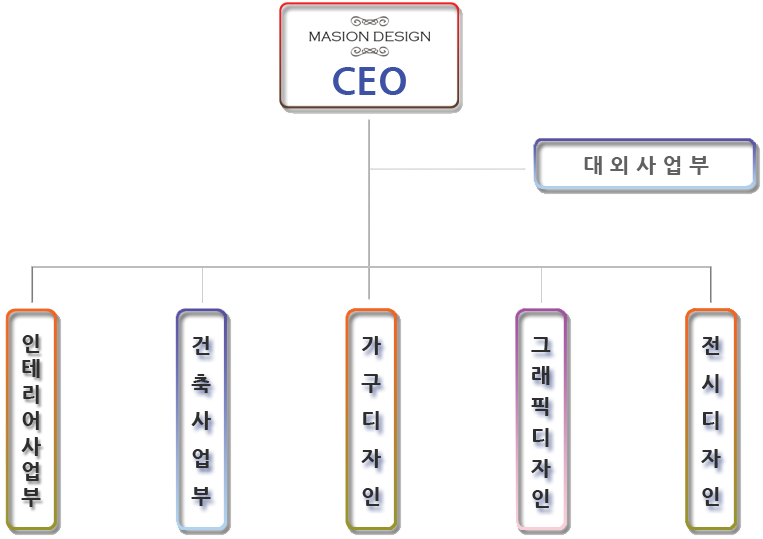 MASION DESIGN
CEO
대 외 사 업 부
인테리어사업부
건축사업부
가구디자인
그래픽디자인
전시디자인